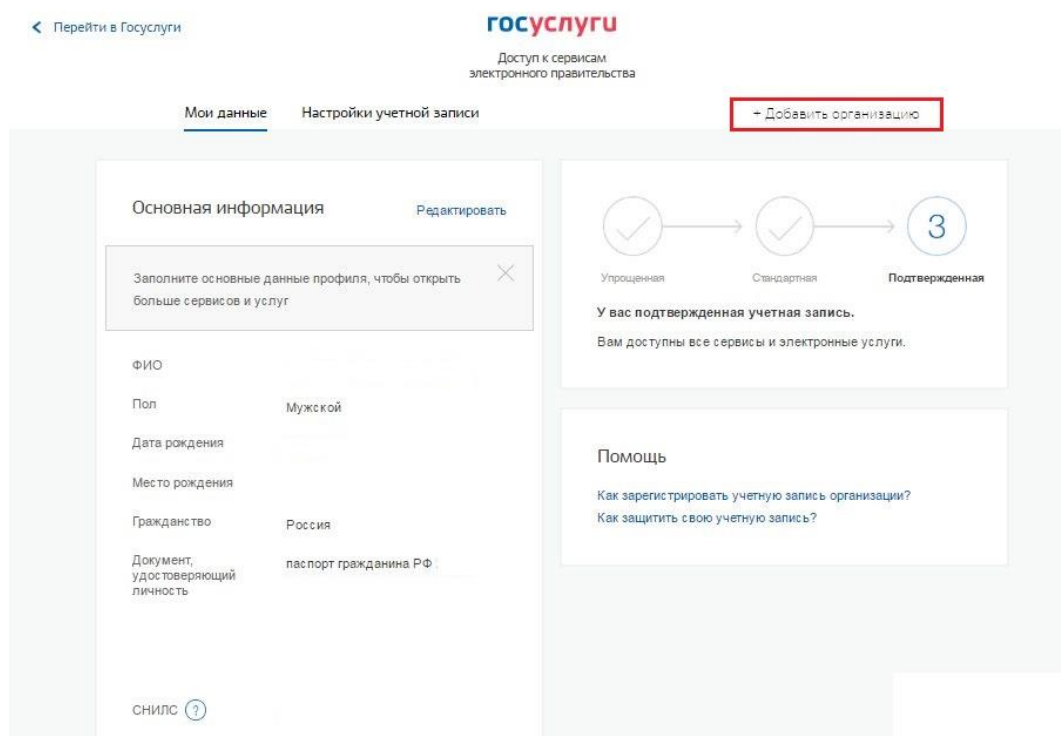 Перейти в Госуслуги
госуслуги
Доступ к сервисам
электронного правительства
Мои данные
Настройки учетной записи
+ Добавить организацию
Основная информация
Редактировать
Заполните основные данные профиля, чтобы открыть
больше сервисов и услуг
ФИО
Пол
Мужской
Дата рождения
Место рождения
Гражданство
Россия
Документ,
удостоверяющий
личность
паспорт гражданина РФ
СНИЛС ?
3
Упрощенная
Стандартная
Подтвержденная
У вас подтвержденная учетная запись.
Вам доступны все сервисы и электронные услуги.
Помощь
Как зарегистрировать учетную запись организации?
Как защитить свою учетную запись?